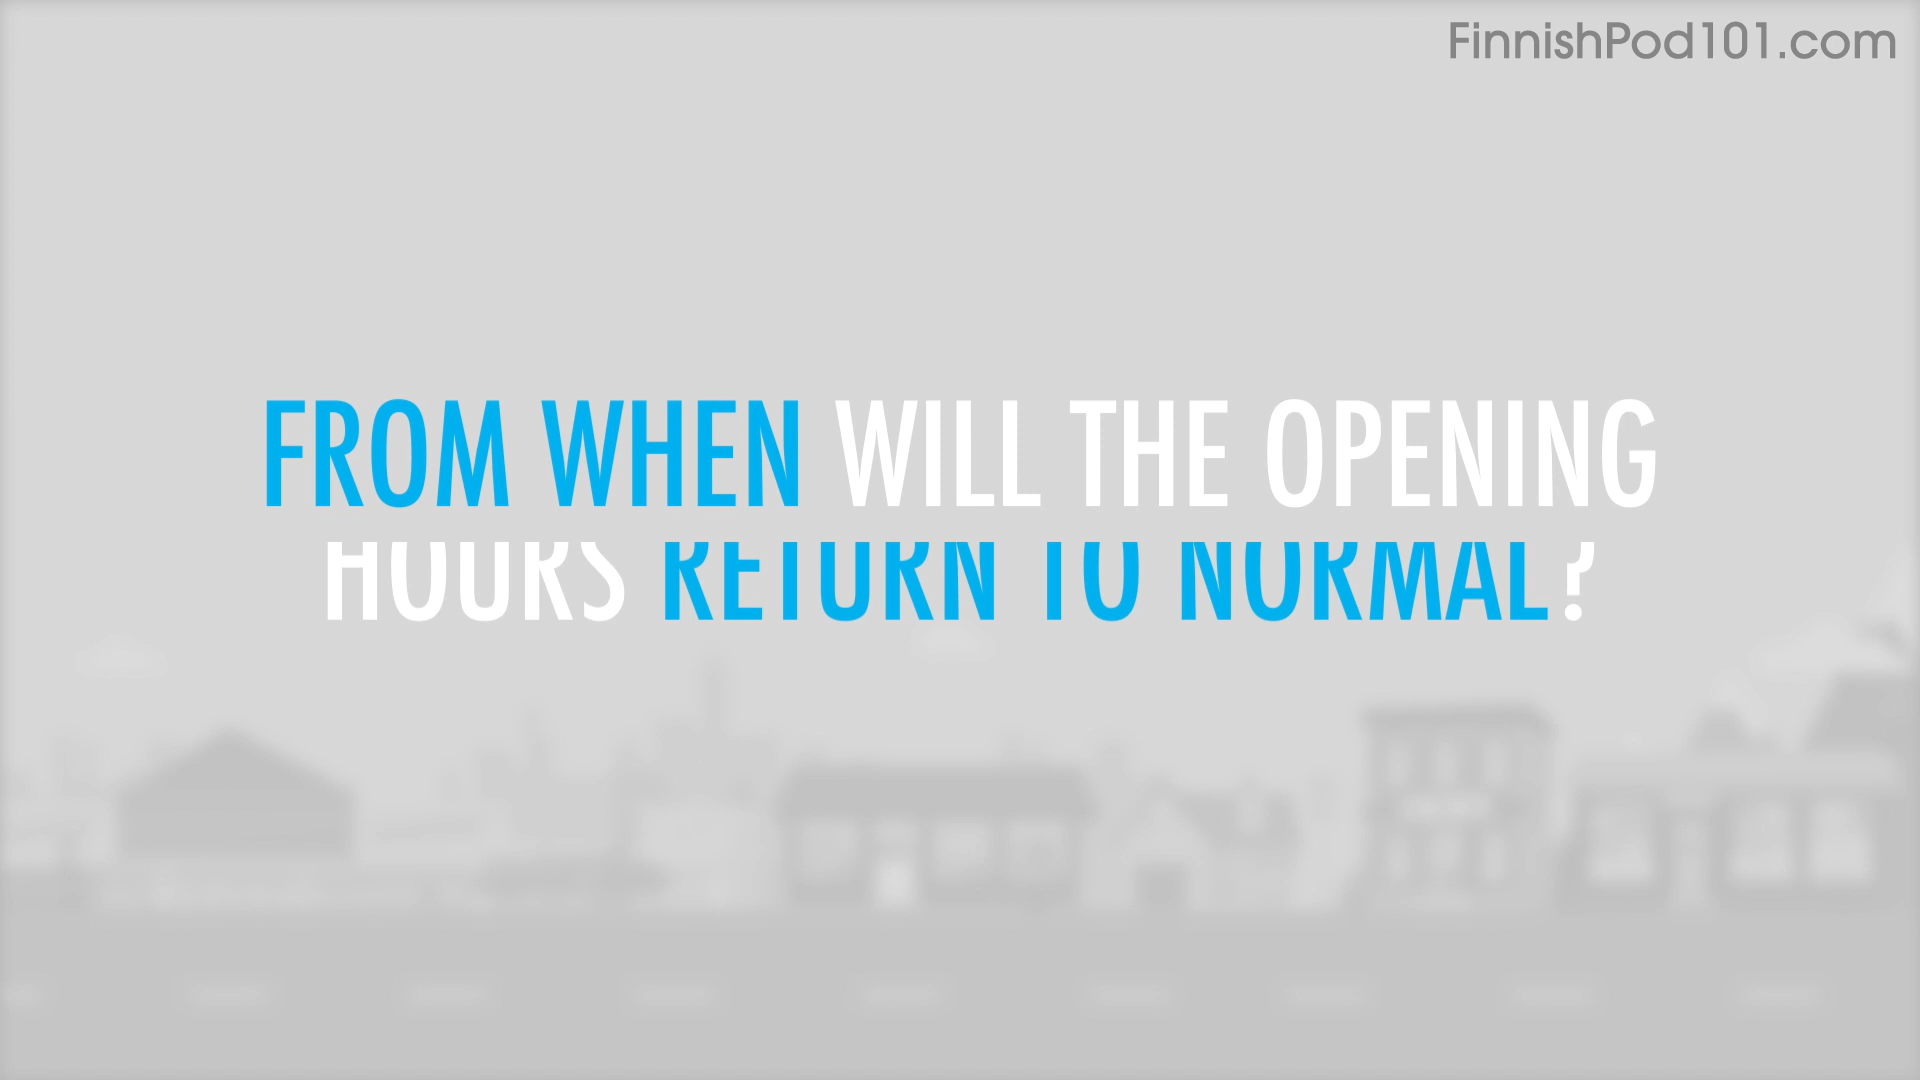 FinnishPod101.com
FROM WHEN WILL THE OPENING
HOURS RETURN TO NORMAL?